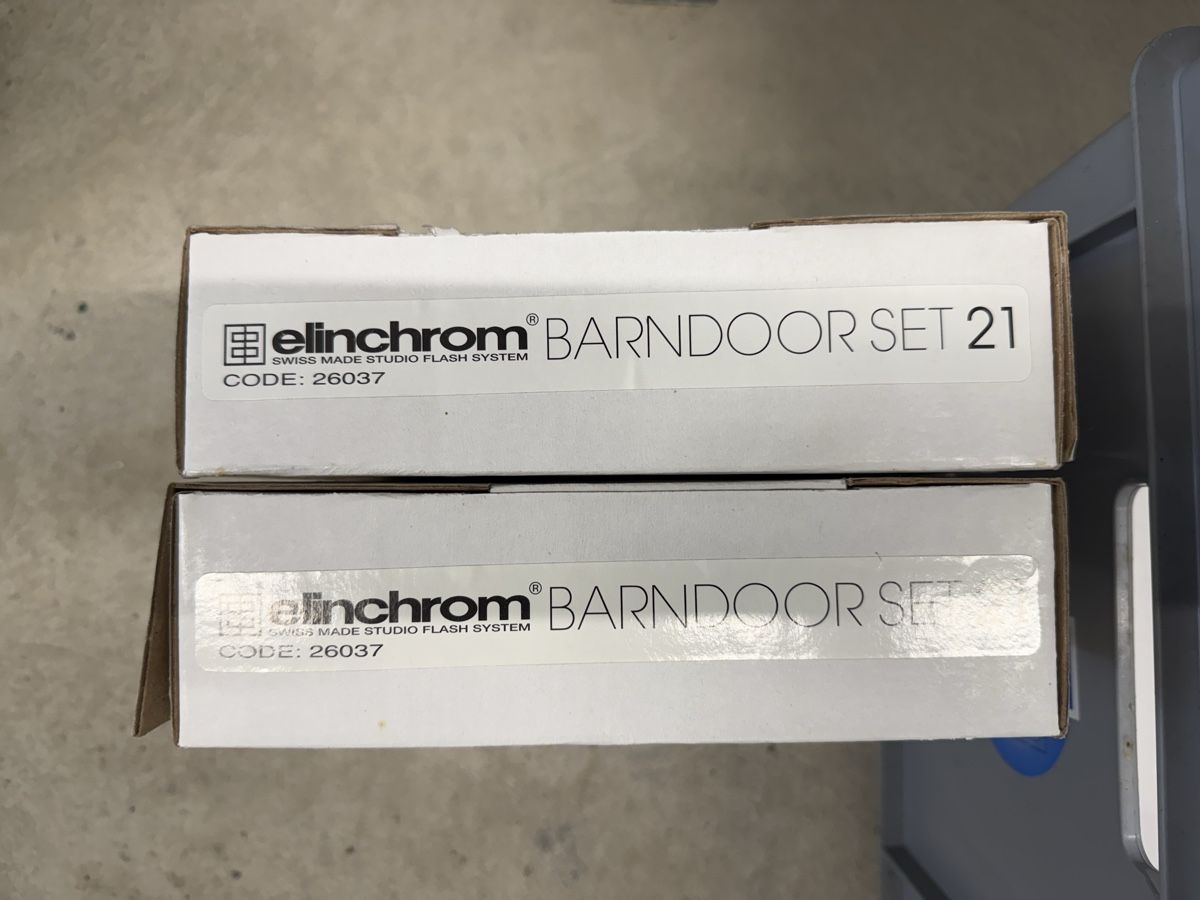 elinchrom® BARNDOOR SET 21
SWISS MADE STUDIO FLASH SYSTEM
CODE: 26037
elinchrom® BARNDOOR SET
SWISS MADE STUDIO FLASH SYSTEM
CODE: 26037